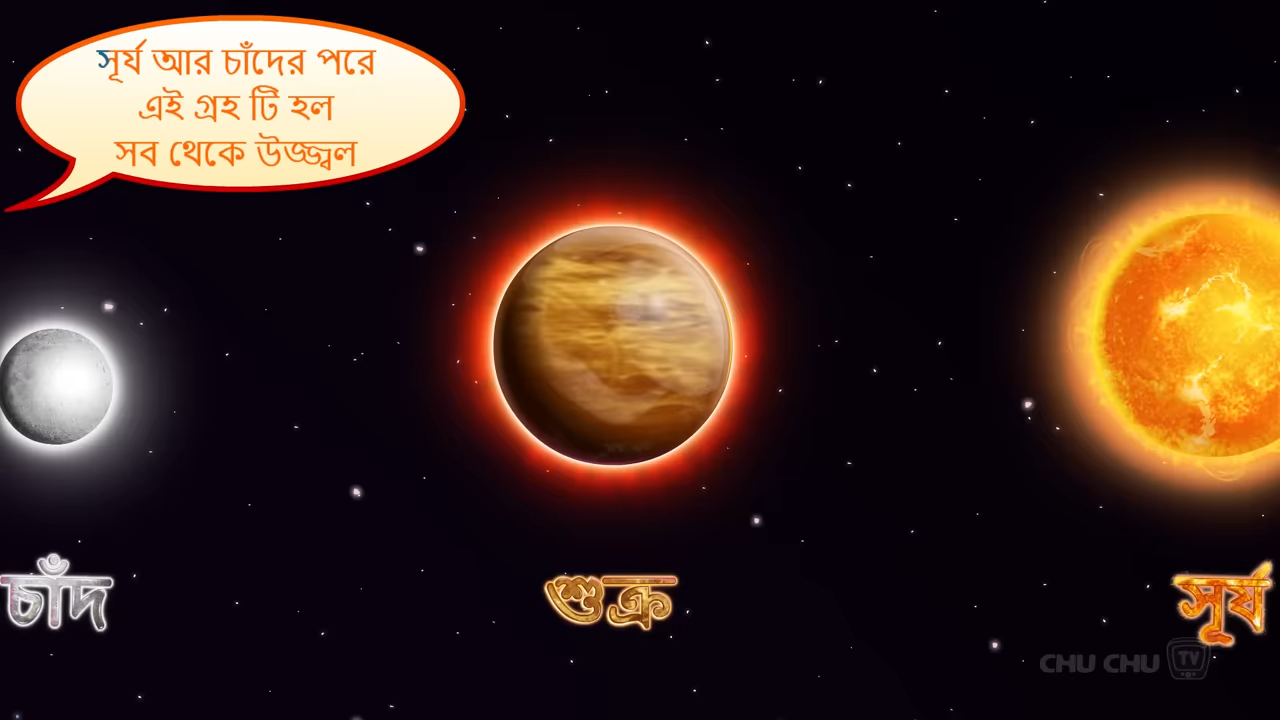 সূর্য আর চাঁদের পরে
এই গ্রহ টি হল
সব থেকে উজ্জ্বল
চাঁদ
শুক্র
সূর্য
CHU CHU TV